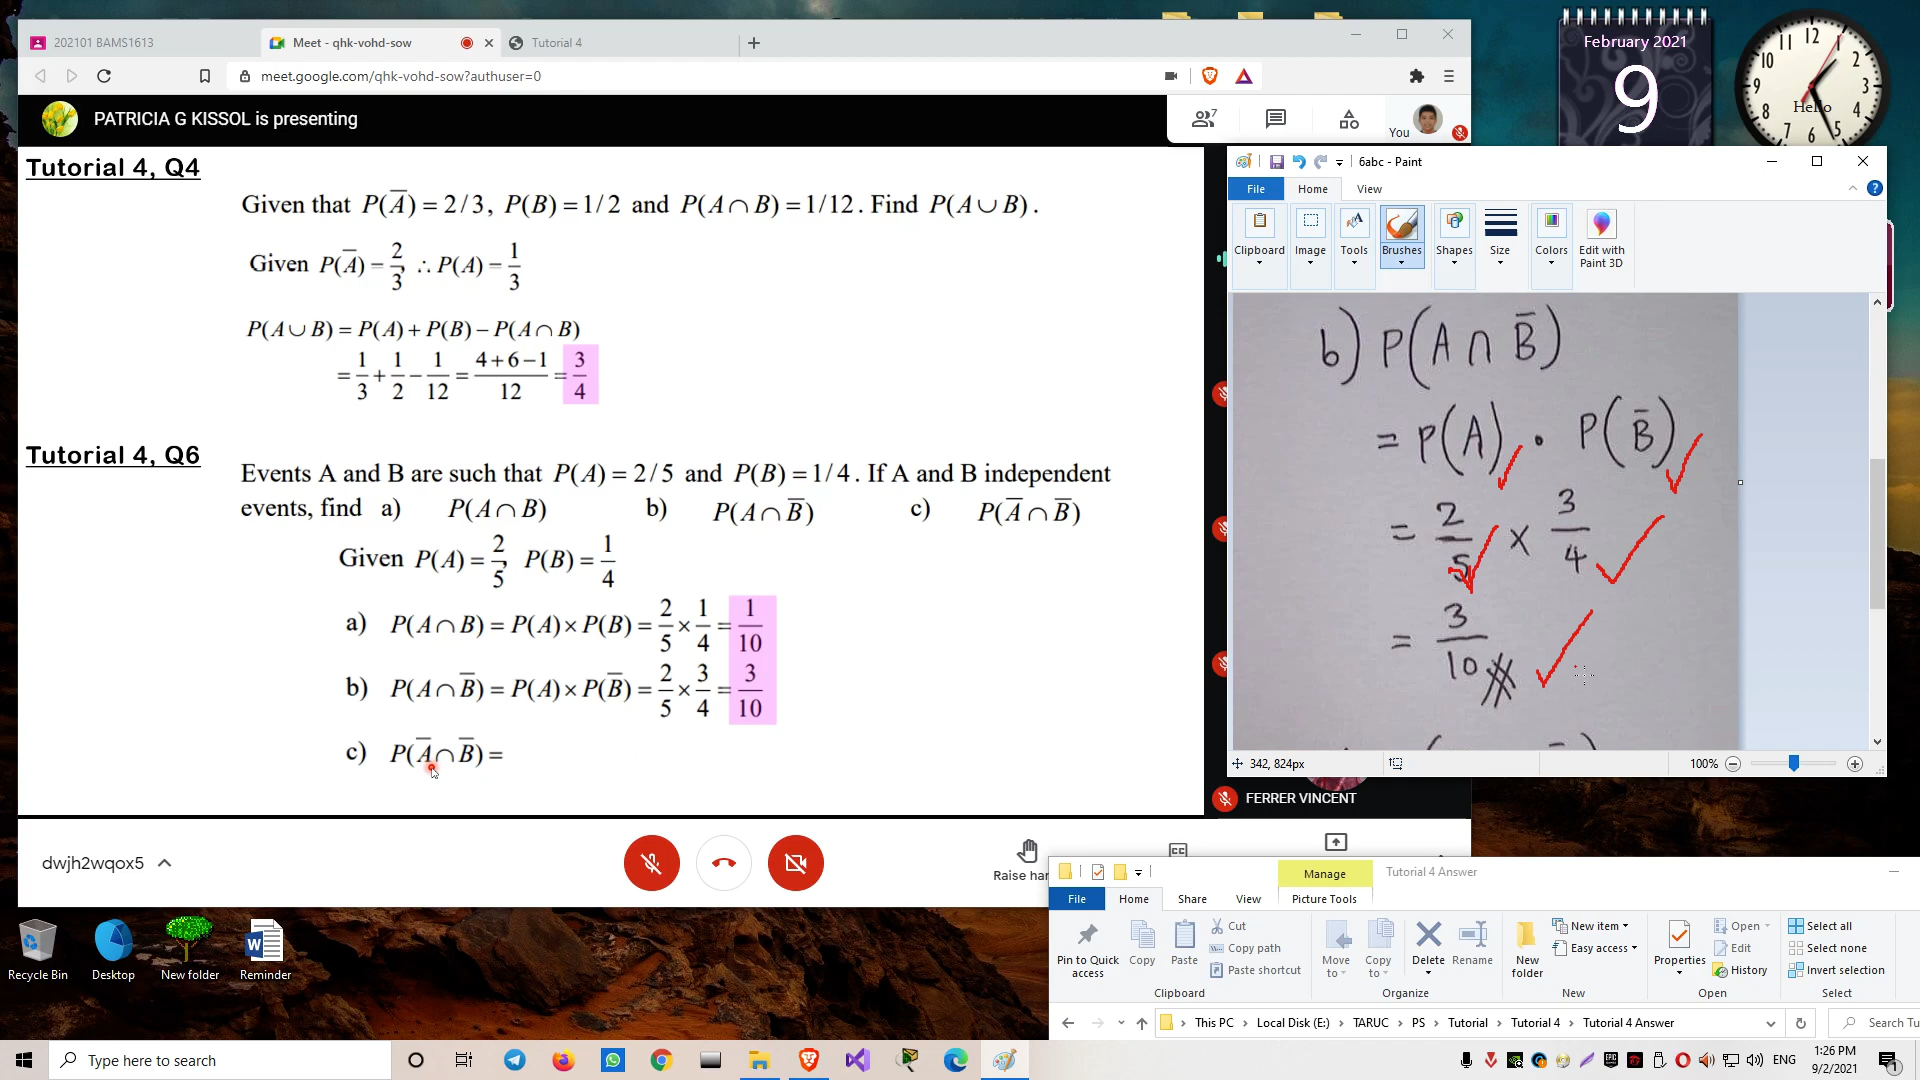 202101 BAMS1613
Meet - qhk-vohd-sow
Tutorial 4
meet.google.com/qhk-vohd-sow?authuser=0
PATRICIA G KISSOL is presenting
7
You
February 2021
9
Hello
Tutorial 4, Q4
Given that P(A̅) = 2/3, P(B) = 1/2 and P(A∩B) = 1/12. Find P(A∪B).
Given P(A̅) = 2/3, ∴ P(A) = 1/3
P(A∪B) = P(A) + P(B) − P(A∩B)
= 1/3 + 1/2 − 1/12 = (4+6−1)/12 = 3/4
Tutorial 4, Q6
Events A and B are such that P(A) = 2/5 and P(B) = 1/4. If A and B independent
events, find a) P(A∩B) b) P(A∩B̅) c) P(A̅∩B̅)
Given P(A) = 2/5, P(B) = 1/4
a) P(A∩B) = P(A)×P(B) = 2/5 × 1/4 = 1/10
b) P(A∩B̅) = P(A)×P(B̅) = 2/5 × 3/4 = 3/10
c) P(A̅∩B̅) =
6abc - Paint
File Home View
Clipboard Image Tools Brushes Shapes Size Colors Edit with
Paint 3D
b) P(A∩B̅)
= P(A) · P(B̅)
= 2/5 × 3/4
= 3/10
342, 824px
100%
FERRER VINCENT
dwjh2wqox5
Raise han
Manage Tutorial 4 Answer
File Home Share View Picture Tools
Pin to Quick
access
Copy
Paste
Cut
Copy path
Paste shortcut
Move
to
Copy
to
Delete
Rename
New
folder
New item
Easy access
Properties
Open
Edit
History
Select all
Select none
Invert selection
Clipboard Organize New Open Select
This PC Local Disk (E:) TARUC PS Tutorial Tutorial 4 Tutorial 4 Answer
Search Tu
Recycle Bin
Desktop
New folder
Reminder
Type here to search
ENG
1:26 PM
9/2/2021
1